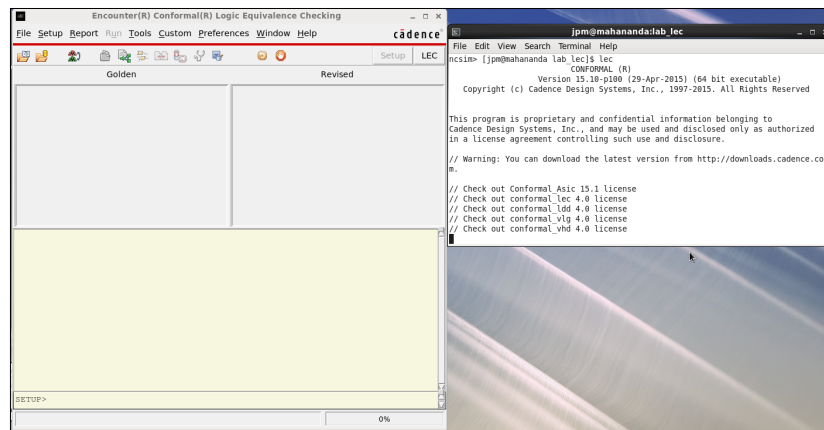 Encounter(R) Conformal(R) Logic Equivalence Checking
File Setup Report Run Tools Custom Preferences Window Help
cādence®
Setup LEC
Golden
Revised
SETUP>
0%
jpm@mahananda:lab_lec
File Edit View Search Terminal Help
ncsim> [jpm@mahananda lab_lec]$ lec
CONFORMAL (R)
Version 15.10-p100 (29-Apr-2015) (64 bit executable)
Copyright (c) Cadence Design Systems, Inc., 1997-2015. All Rights Reserved
This program is proprietary and confidential information belonging to
Cadence Design Systems, Inc., and may be used and disclosed only as authorized
in a license agreement controlling such use and disclosure.
// Warning: You can download the latest version from http://downloads.cadence.co
m.
// Check out Conformal_Asic 15.1 license
// Check out conformal_lec 4.0 license
// Check out conformal_ldd 4.0 license
// Check out conformal_vlg 4.0 license
// Check out conformal_vhd 4.0 license